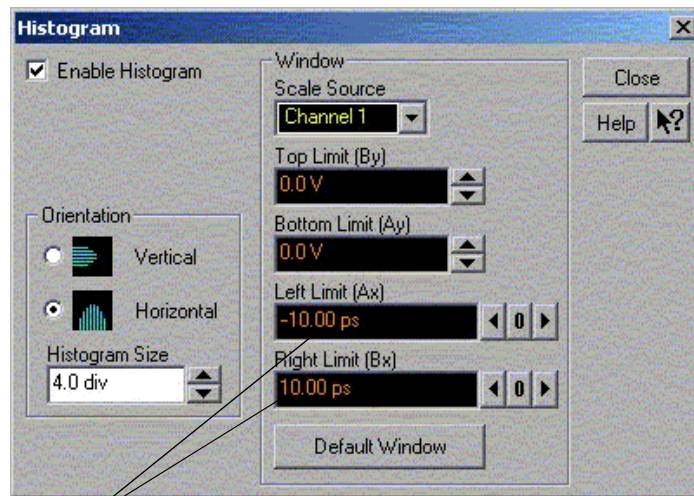 Histogram
Enable Histogram
Orientation
Vertical
Horizontal
Histogram Size
4.0 div
Window
Scale Source
Channel 1
Top Limit (By)
0.0 V
Bottom Limit (Ay)
0.0 V
Left Limit (Ax)
-10.00 ps
0
Right Limit (Bx)
10.00 ps
0
Default Window
Close
Help
?